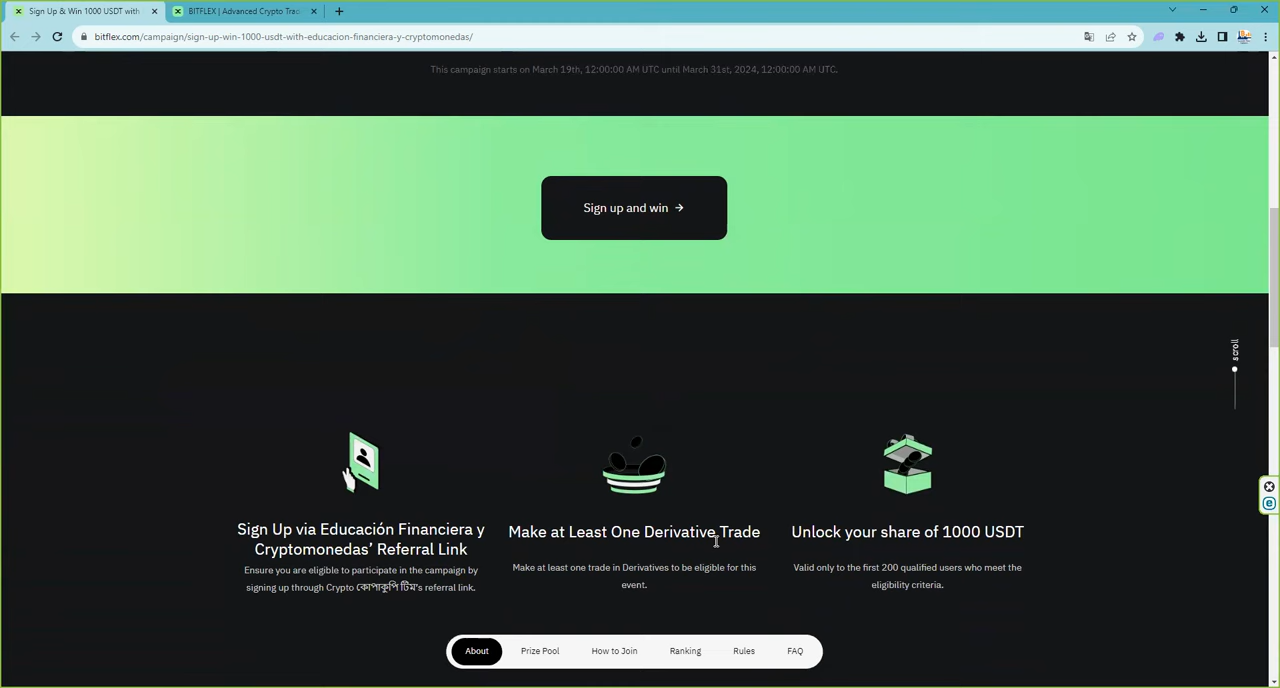 Sign Up & Win 1000 USDT with
BITFLEX | Advanced Crypto Trac
bitflex.com/campaign/sign-up-win-1000-usdt-with-educacion-financiera-y-cryptomonedas/
This campaign starts on March 19th, 12:00:00 AM UTC until March 31st, 2024, 12:00:00 AM UTC.
Sign up and win →
scroll
Sign Up via Educación Financiera y
Cryptomonedas’ Referral Link
Ensure you are eligible to participate in the campaign by
signing up through Crypto কোপাকুপি টিম's referral link.
Make at Least One Derivative Trade
Make at least one trade in Derivatives to be eligible for this
event.
Unlock your share of 1000 USDT
Valid only to the first 200 qualified users who meet the
eligibility criteria.
About
Prize Pool
How to Join
Ranking
Rules
FAQ